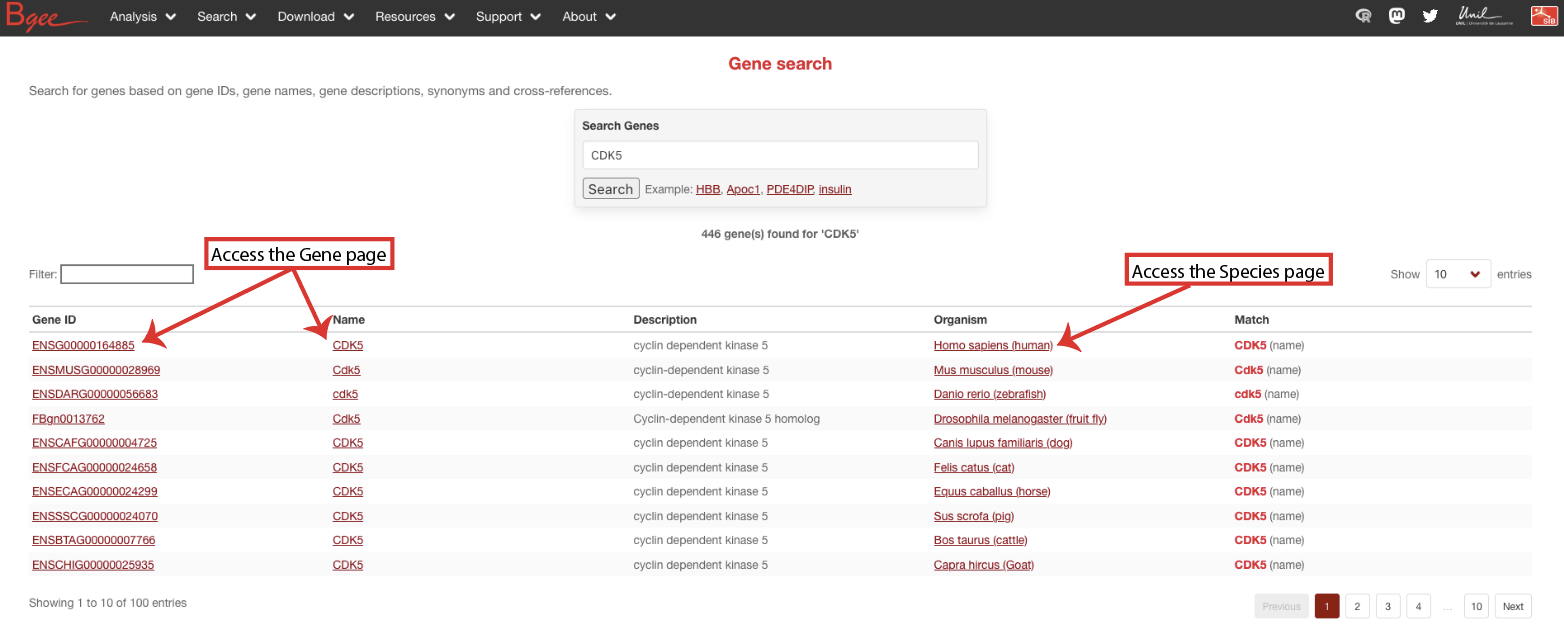 Bgee Analysis Search Download Resources Support About Unil SIB
UNIL | Université de Lausanne
Gene search
Search for genes based on gene IDs, gene names, gene descriptions, synonyms and cross-references.
Search Genes
CDK5
Search Example: HBB, Apoc1, PDE4DIP, insulin
446 gene(s) found for 'CDK5'
Access the Gene page
Access the Species page
Filter: Show 10 entries
Gene ID Name Description Organism Match
ENSG00000164885 CDK5 cyclin dependent kinase 5 Homo sapiens (human) CDK5 (name)
ENSMUSG00000028969 Cdk5 cyclin-dependent kinase 5 Mus musculus (mouse) Cdk5 (name)
ENSDARG00000056683 cdk5 cyclin-dependent kinase 5 Danio rerio (zebrafish) cdk5 (name)
FBgn0013762 Cdk5 Cyclin-dependent kinase 5 homolog Drosophila melanogaster (fruit fly) Cdk5 (name)
ENSCAFG00000004725 CDK5 cyclin dependent kinase 5 Canis lupus familiaris (dog) CDK5 (name)
ENSFCAG00000024658 CDK5 cyclin dependent kinase 5 Felis catus (cat) CDK5 (name)
ENSECAG00000024299 CDK5 cyclin dependent kinase 5 Equus caballus (horse) CDK5 (name)
ENSSSCG00000024070 CDK5 cyclin dependent kinase 5 Sus scrofa (pig) CDK5 (name)
ENSBTAG00000007766 CDK5 cyclin dependent kinase 5 Bos taurus (cattle) CDK5 (name)
ENSCHIG00000025935 CDK5 cyclin dependent kinase 5 Capra hircus (Goat) CDK5 (name)
Showing 1 to 10 of 100 entries Previous 1 2 3 4 ... 10 Next